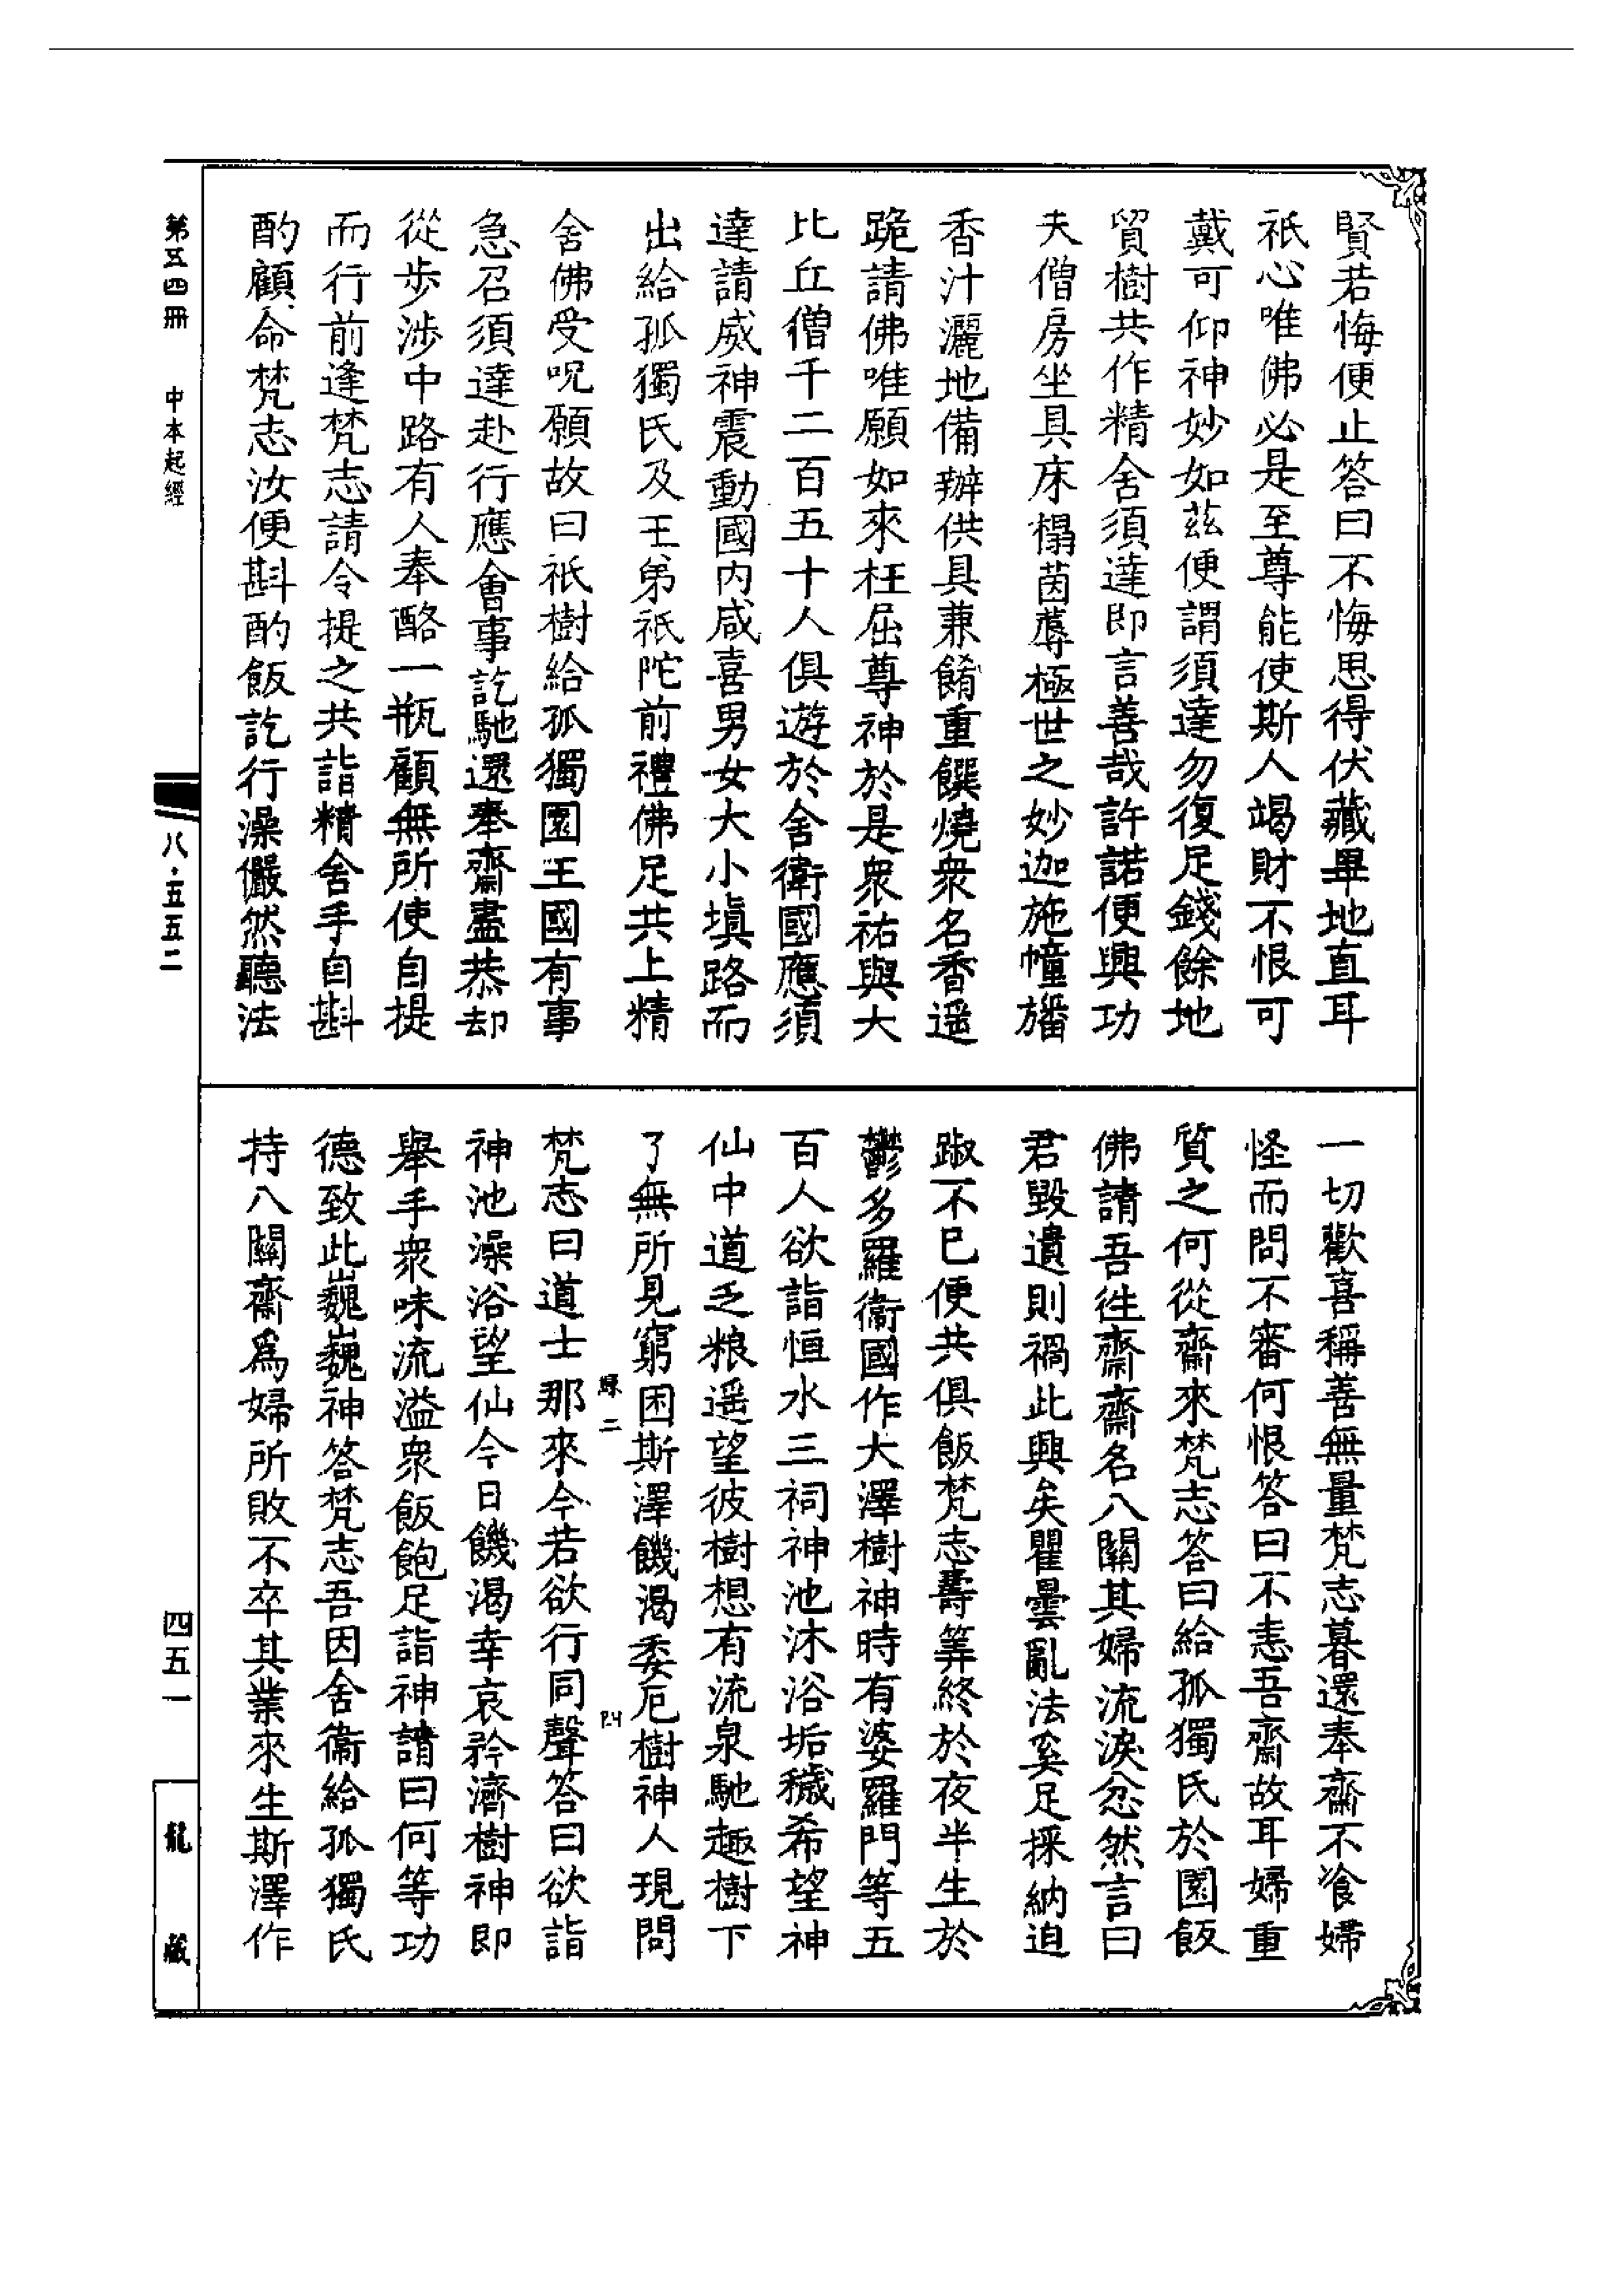 賢若悔便止答曰不悔思得伏藏畢地直耳
祇心唯佛必是至尊能使斯人竭財不恨可
戴可仰神妙如茲便謂須達勿復足錢餘地
貿樹共作精舍須達即言善哉許諾便興功
夫僧房坐具床榻茵蓐極世之妙迦施幢旛
香汁灑地備辦供具兼餚重饌燒衆名香遥
跪請佛唯願如來枉屈尊神於是衆祐與大
比丘僧千二百五十人俱遊於舍衛國應須
達請威神震動國內咸喜男女大小塡路而
出給孤獨氏及王弟祇陀前禮佛足共上精
舍佛受呪願故曰祇樹給孤獨園王國有事
急召須達赴行應會事訖馳還奉齋盡恭却
從步涉中路有人奉酪一瓶顧無所使自提
而行前逢梵志請令提之共詣精舍手自斟
酌顧命梵志汝便斟酌飯訖行澡儼然聽法
一切歡喜稱善無量梵志暮還奉齋不飡婦
怪而問不審何恨答曰不恚吾齋故耳婦重
質之何從齋來梵志答曰給孤獨氏於園飯
佛請吾徃齋齋名八關其婦流淚忿然言曰
君毀遺則禍此興矣瞿曇亂法奚足採納迫
踧不已便共俱飯梵志壽筭終於夜半生於
鬱多羅衞國作大澤樹神時有婆羅門等五
百人欲詣恒水三祠神池沐浴垢穢希望神
仙中道乏粮遥望彼樹想有流泉馳趣樹下
了無所見窮困斯澤饑渴委厄樹神人現問
梵志曰道士那來今若欲行同聲答曰欲詣
神池澡浴望仙今日饑渴幸哀矜濟樹神即
舉手衆味流溢衆飯飽足詣神請曰何等功
德致此巍巍神答梵志吾因舍衞給孤獨氏
持八關齋爲婦所敗不卒其業來生斯澤作
第五四冊 中本起經
八·五五二
四五一
龍藏
二
P.4